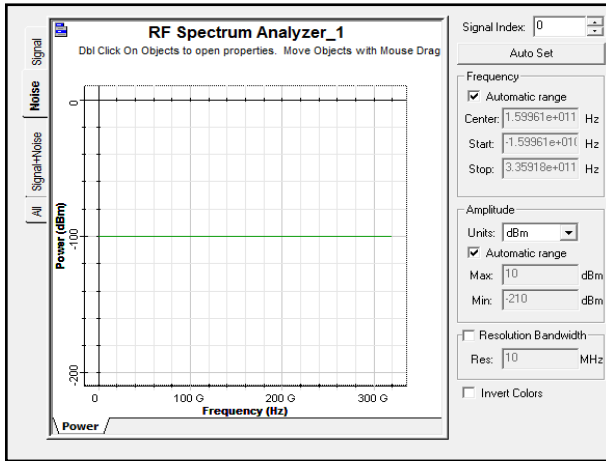 RF Spectrum Analyzer_1
Dbl Click On Objects to open properties. Move Objects with Mouse Drag
Signal
Noise
Signal+Noise
All
Power (dBm)
0
-100
-200
0
100 G
200 G
300 G
Frequency (Hz)
Power
Signal Index: 0
Auto Set
Frequency
Automatic range
Center: 1.59961e+011 Hz
Start: -1.59961e+010 Hz
Stop: 3.35918e+011 Hz
Amplitude
Units: dBm
Automatic range
Max: 10 dBm
Min: -210 dBm
Resolution Bandwidth
Res: 10 MHz
Invert Colors